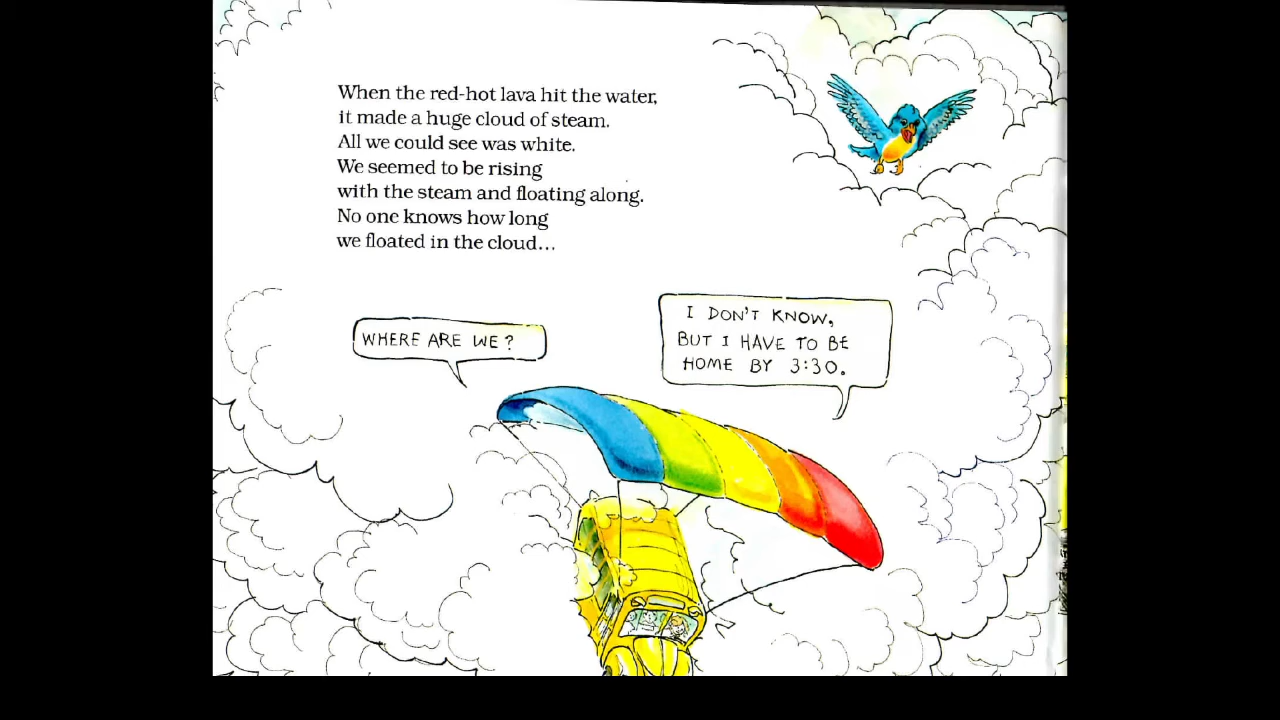 When the red-hot lava hit the water,
it made a huge cloud of steam.
All we could see was white.
We seemed to be rising
with the steam and floating along.
No one knows how long
we floated in the cloud...
WHERE ARE WE?
I DON'T KNOW,
BUT I HAVE TO BE
HOME BY 3:30.